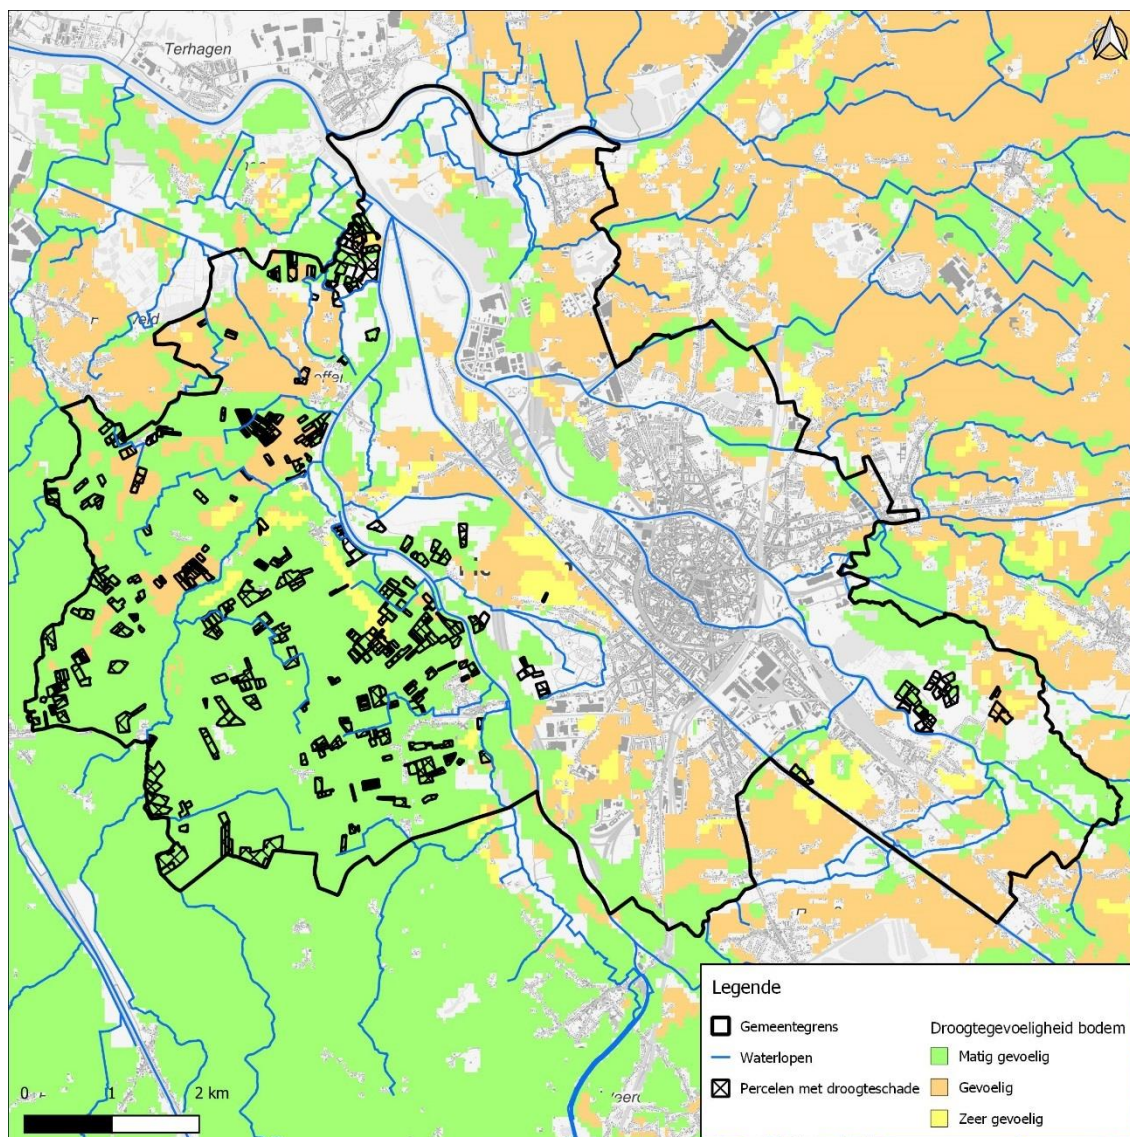 Terhagen
Legende
Gemeentegrens
Waterlopen
Percelen met droogteschade
Droogtegevoeligheid bodem
Matig gevoelig
Gevoelig
Zeer gevoelig
0 1 2 km